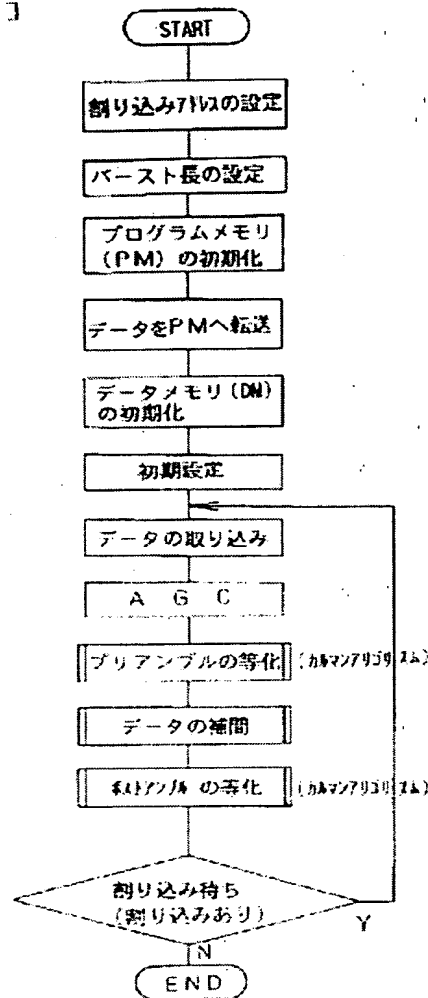 START
割り込みアドレスの設定
バースト長の設定
プログラムメモリ
(PM)の初期化
データをPMへ転送
データメモリ(DM)
の初期化
初期設定
データの取り込み
A G C
プリアンブルの等化 (カルマンアリゴリズム)
データの補間
ポストアンブル の等化 (カルマンアリゴリズム)
割り込み待ち
(割り込みあり)
Y
N
END